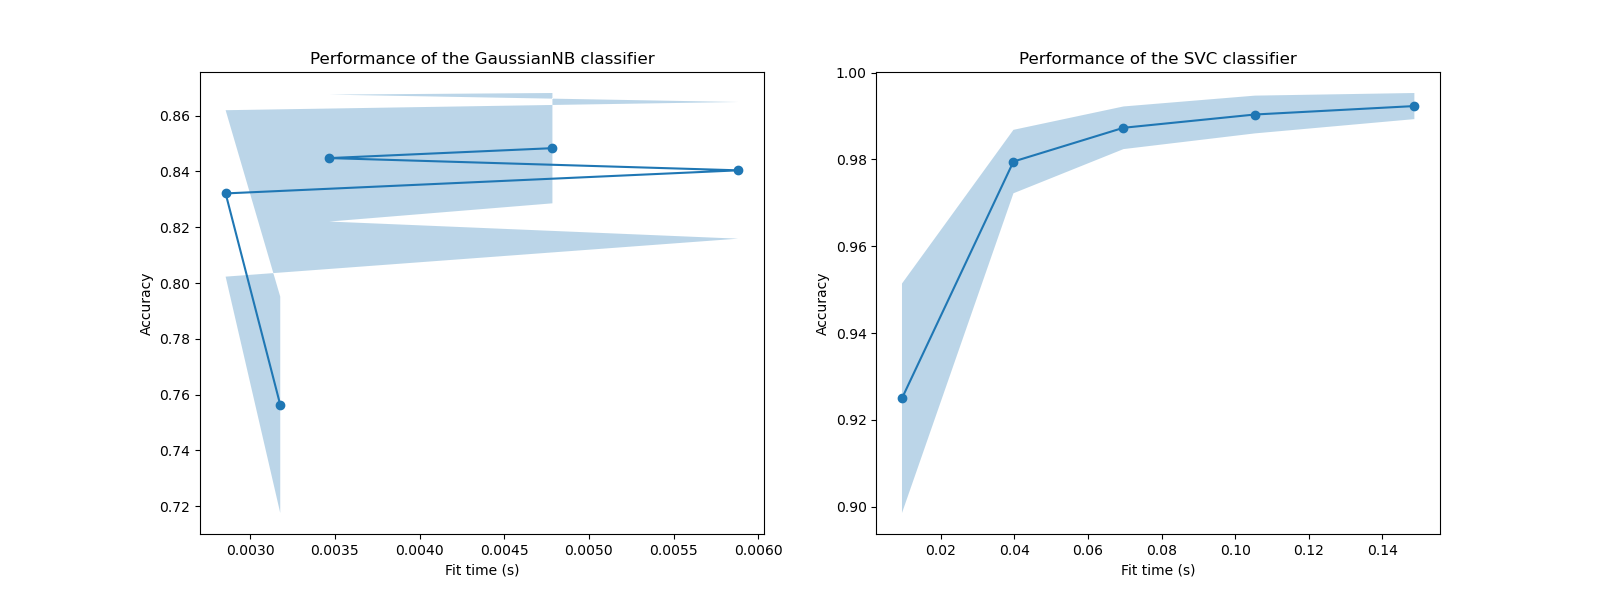 Performance of the GaussianNB classifier
Accuracy
0.86
0.84
0.82
0.80
0.78
0.76
0.74
0.72
0.0030 0.0035 0.0040 0.0045 0.0050 0.0055 0.0060
Fit time (s)
Performance of the SVC classifier
Accuracy
1.00
0.98
0.96
0.94
0.92
0.90
0.02 0.04 0.06 0.08 0.10 0.12 0.14
Fit time (s)